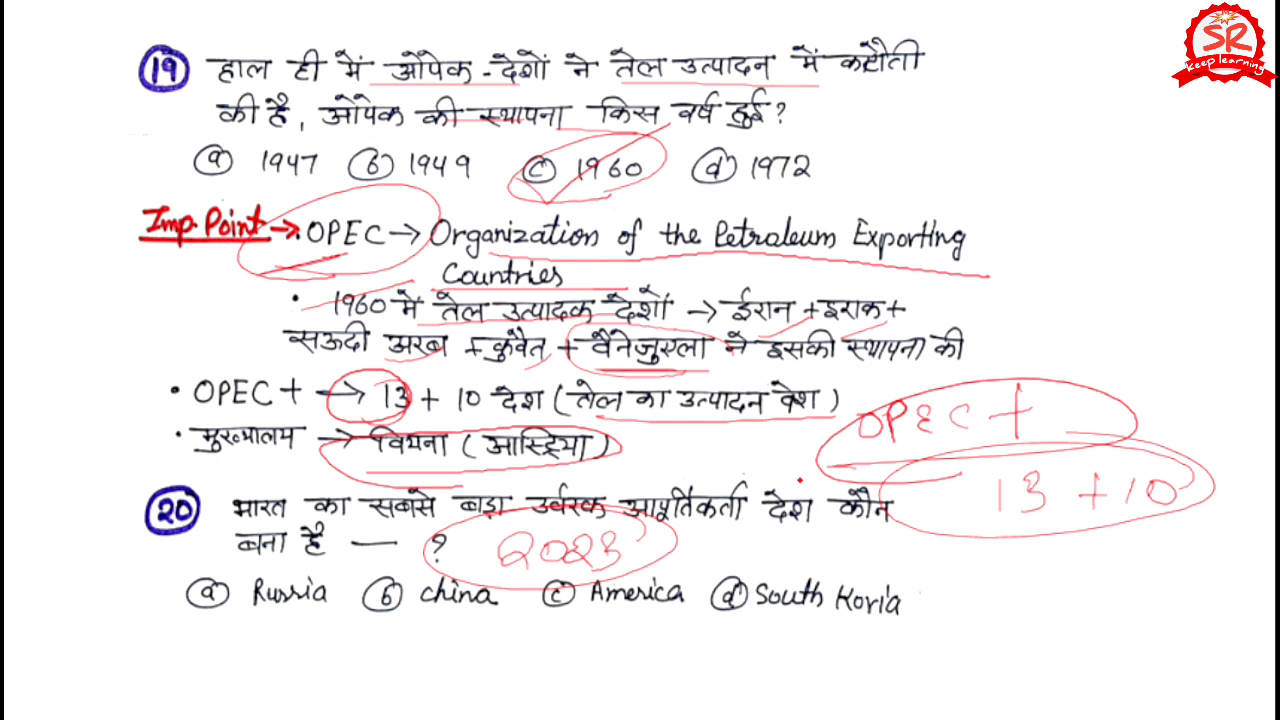 (19) हाल ही में ओपेक-देशों ने तेल उत्पादन में कटौती
की है, ओपेक की स्थापना किस वर्ष हुई?
(a) 1947 (b) 1949 (c) 1960 (d) 1972
Imp. Point → • OPEC → Organization of the Petraleum Exporting
Countries
• 1960 में तेल उत्पादक देशों → ईरान + इराक +
सऊदी अरब + कुवैत + वेनेजुएला ने इसकी स्थापना की
• OPEC + → 13 + 10 देश (तेल का उत्पादन देश)
OPEC +
• मुख्यालय → वियना (आस्ट्रिया)
13 + 10
(20) भारत का सबसे बड़ा उर्वरक आपूर्तिकर्ता देश कौन
बना है — ?
2023
(a) Russia (b) china (c) America (d) South Koria
SR
keep learning